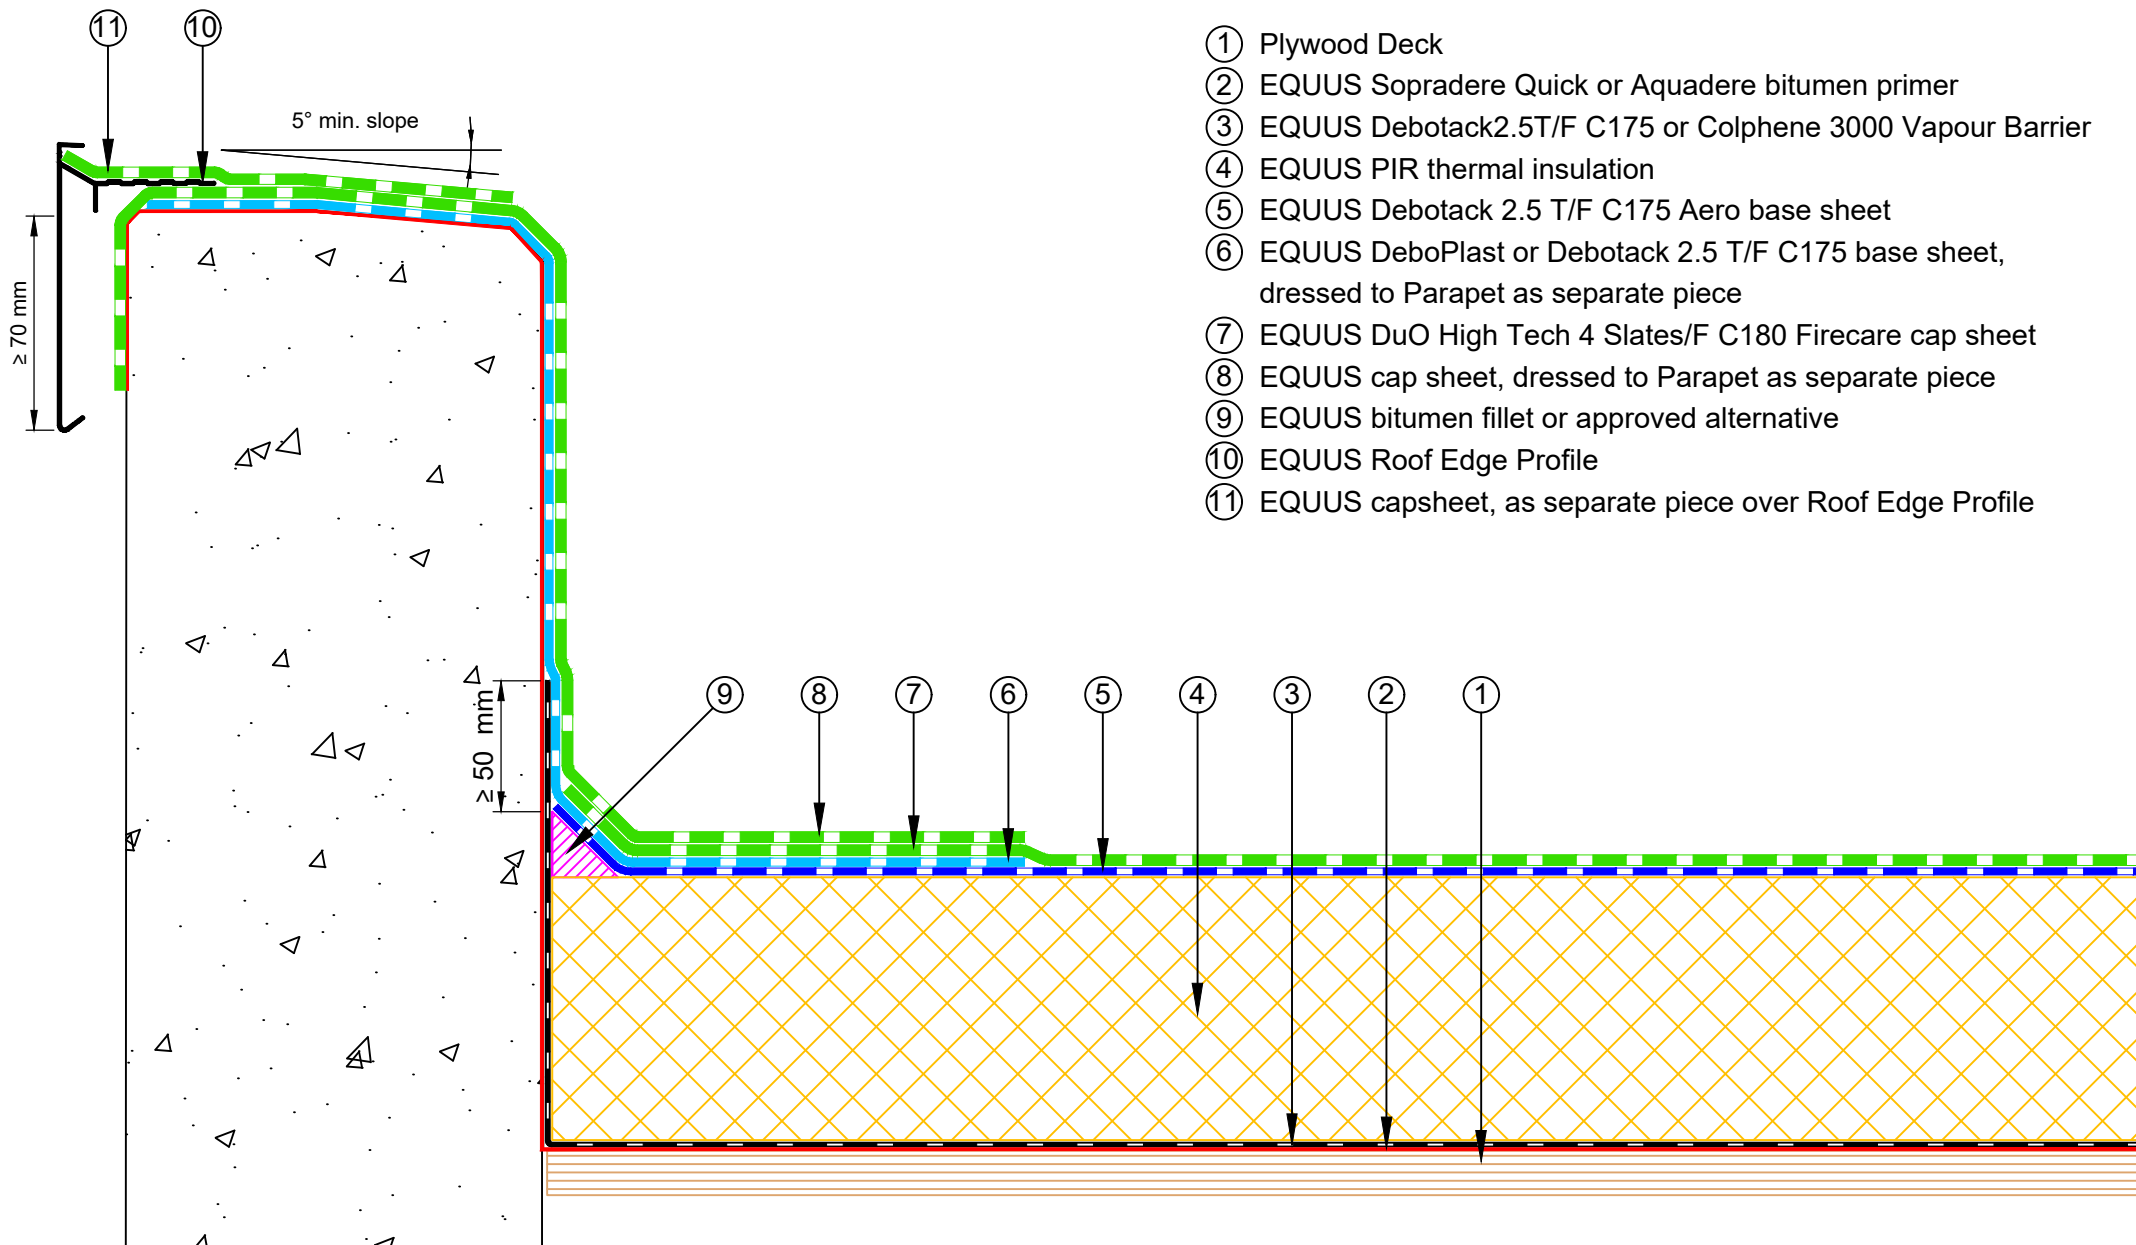 11 10
5° min. slope
≥ 70 mm
1 Plywood Deck
2 EQUUS Sopradere Quick or Aquadere bitumen primer
3 EQUUS Debotack2.5T/F C175 or Colphene 3000 Vapour Barrier
4 EQUUS PIR thermal insulation
5 EQUUS Debotack 2.5 T/F C175 Aero base sheet
6 EQUUS DeboPlast or Debotack 2.5 T/F C175 base sheet,
dressed to Parapet as separate piece
7 EQUUS DuO High Tech 4 Slates/F C180 Firecare cap sheet
8 EQUUS cap sheet, dressed to Parapet as separate piece
9 EQUUS bitumen fillet or approved alternative
10 EQUUS Roof Edge Profile
11 EQUUS capsheet, as separate piece over Roof Edge Profile
≥ 50 mm
9 8 7 6 5 4 3 2 1